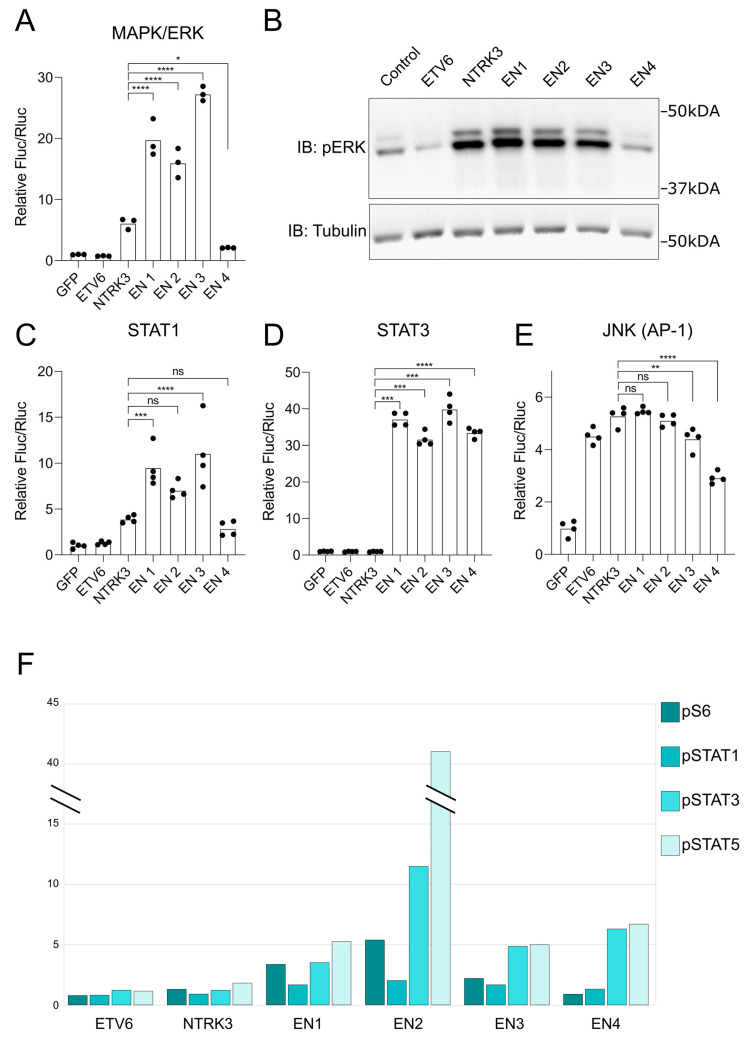 A
MAPK/ERK
Relative Fluc/Rluc
30
20
10
0
*
****
****
****
GFP
ETV6
NTRK3
EN 1
EN 2
EN 3
EN 4
B
Control
ETV6
NTRK3
EN1
EN2
EN3
EN4
IB: pERK
IB: Tubulin
–50kDA
–37kDA
–50kDA
C
STAT1
Relative Fluc/Rluc
20
15
10
5
0
ns
****
ns
***
GFP
ETV6
NTRK3
EN 1
EN 2
EN 3
EN 4
D
STAT3
Relative Fluc/Rluc
50
40
30
20
10
0
****
***
***
***
GFP
ETV6
NTRK3
EN 1
EN 2
EN 3
EN 4
E
JNK (AP-1)
Relative Fluc/Rluc
6
4
2
0
****
**
ns
ns
GFP
ETV6
NTRK3
EN 1
EN 2
EN 3
EN 4
F
45
40
15
10
5
0
ETV6
NTRK3
EN1
EN2
EN3
EN4
pS6
pSTAT1
pSTAT3
pSTAT5